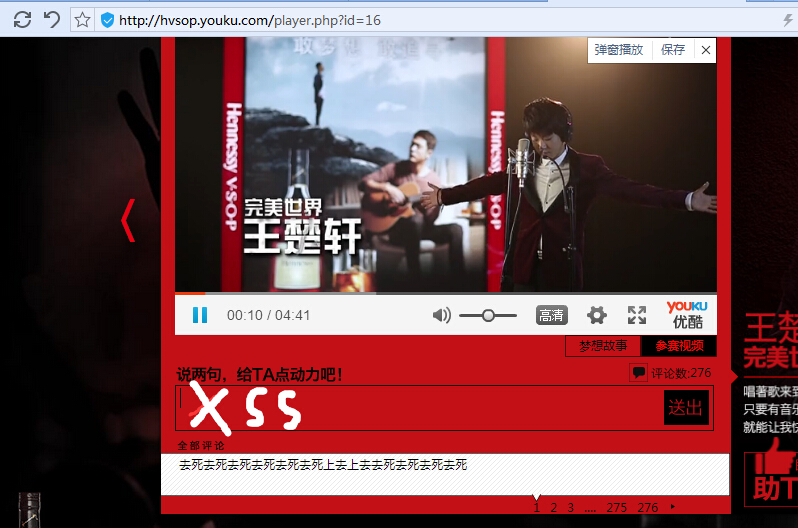 http://hvsop.youku.com/player.php?id=16
弹窗播放 保存
敢梦想 敢追寻
Hennessy V·SOP
Hennessy V·SOP
完美世界
王楚轩
00:10 / 04:41
高清
YOUKU
优酷
梦想故事 参赛视频
说两句，给TA点动力吧！
评论数:276
XSS
送出
全部评论
去死去死去死去死去死去死上去上去去死去死去死去死
1 2 3 .... 275 276
王楚
完美世
唱著歌来到
只要有音乐
就能让我快
助T